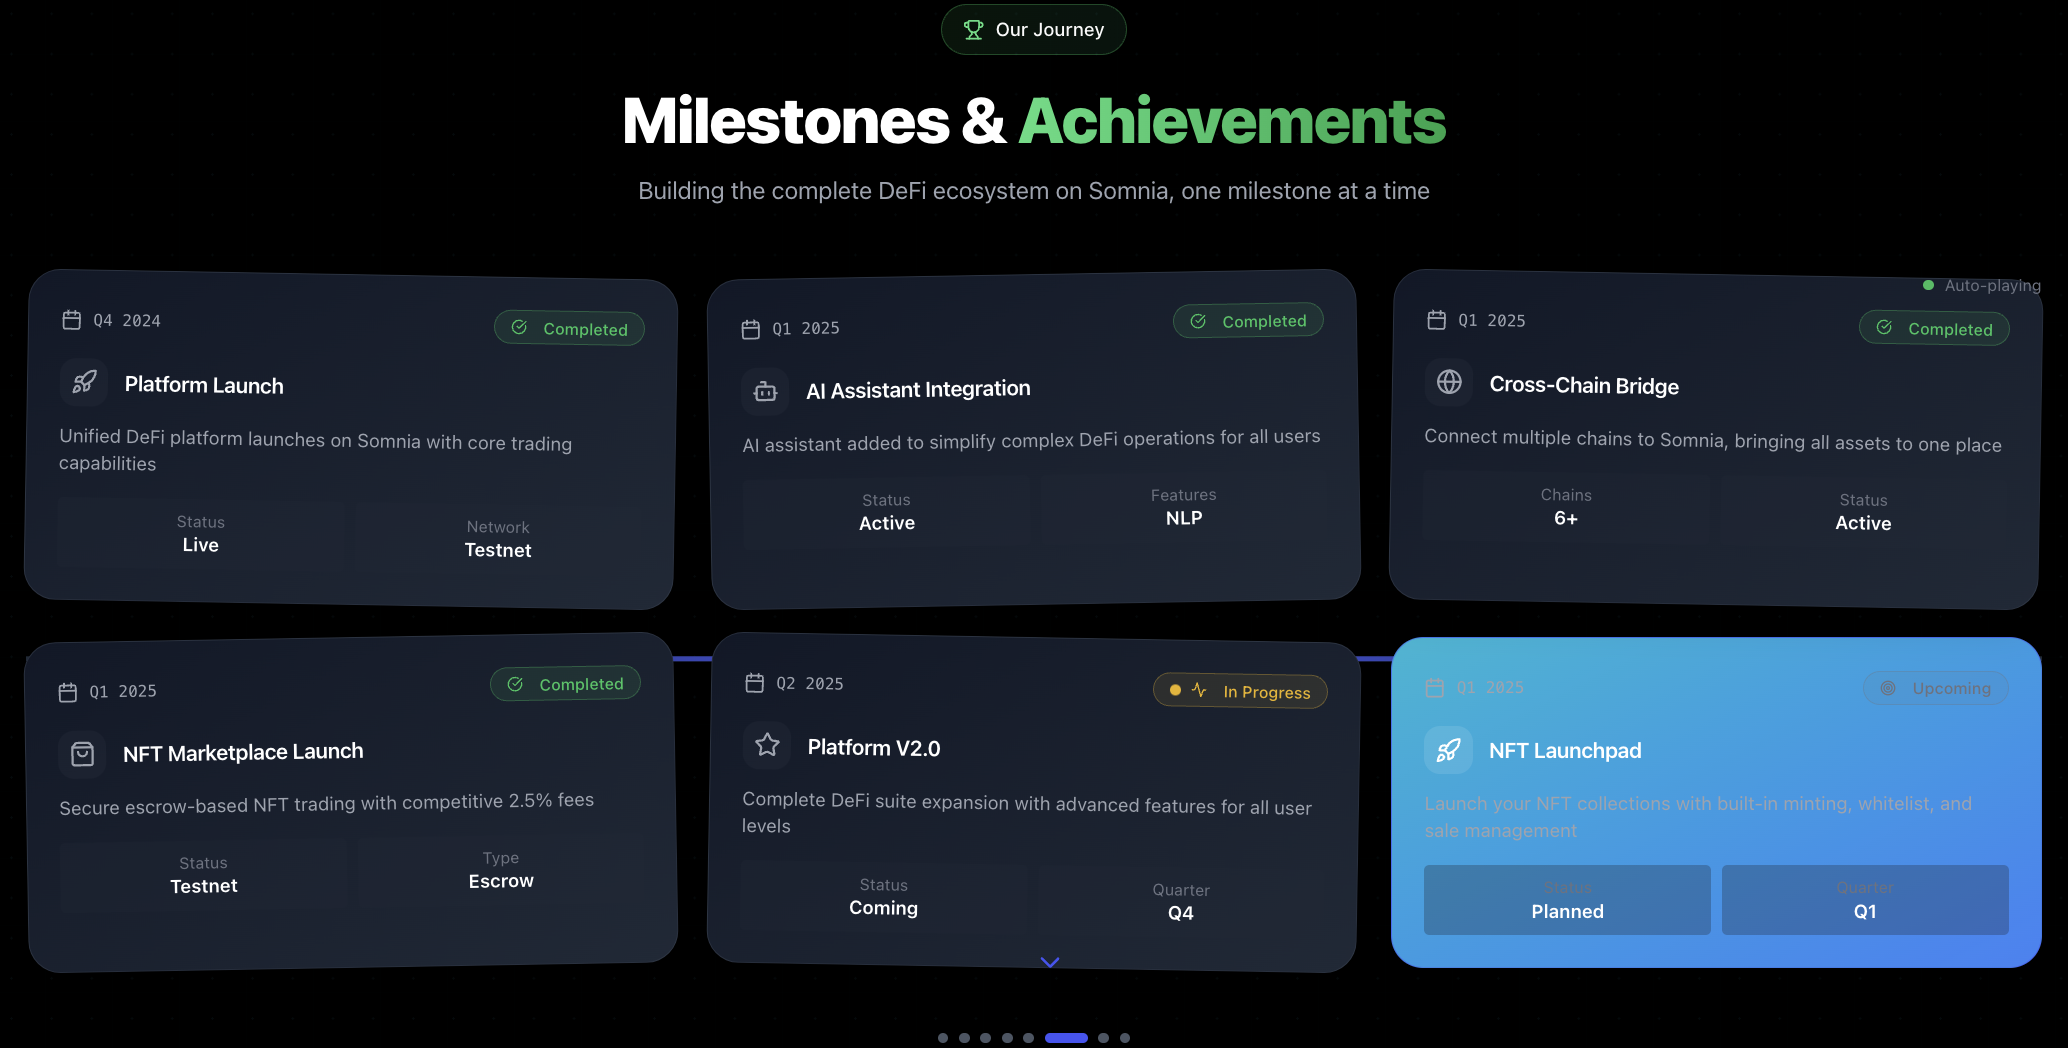 Our Journey
Milestones & Achievements
Building the complete DeFi ecosystem on Somnia, one milestone at a time
Auto-playing
Q4 2024
Completed
Platform Launch
Unified DeFi platform launches on Somnia with core trading
capabilities
Status
Live
Network
Testnet
Q1 2025
Completed
AI Assistant Integration
AI assistant added to simplify complex DeFi operations for all users
Status
Active
Features
NLP
Q1 2025
Completed
Cross-Chain Bridge
Connect multiple chains to Somnia, bringing all assets to one place
Chains
6+
Status
Active
Q1 2025
Completed
NFT Marketplace Launch
Secure escrow-based NFT trading with competitive 2.5% fees
Status
Testnet
Type
Escrow
Q2 2025
In Progress
Platform V2.0
Complete DeFi suite expansion with advanced features for all user
levels
Status
Coming
Quarter
Q4
Q1 2025
Upcoming
NFT Launchpad
Launch your NFT collections with built-in minting, whitelist, and
sale management
Status
Planned
Quarter
Q1